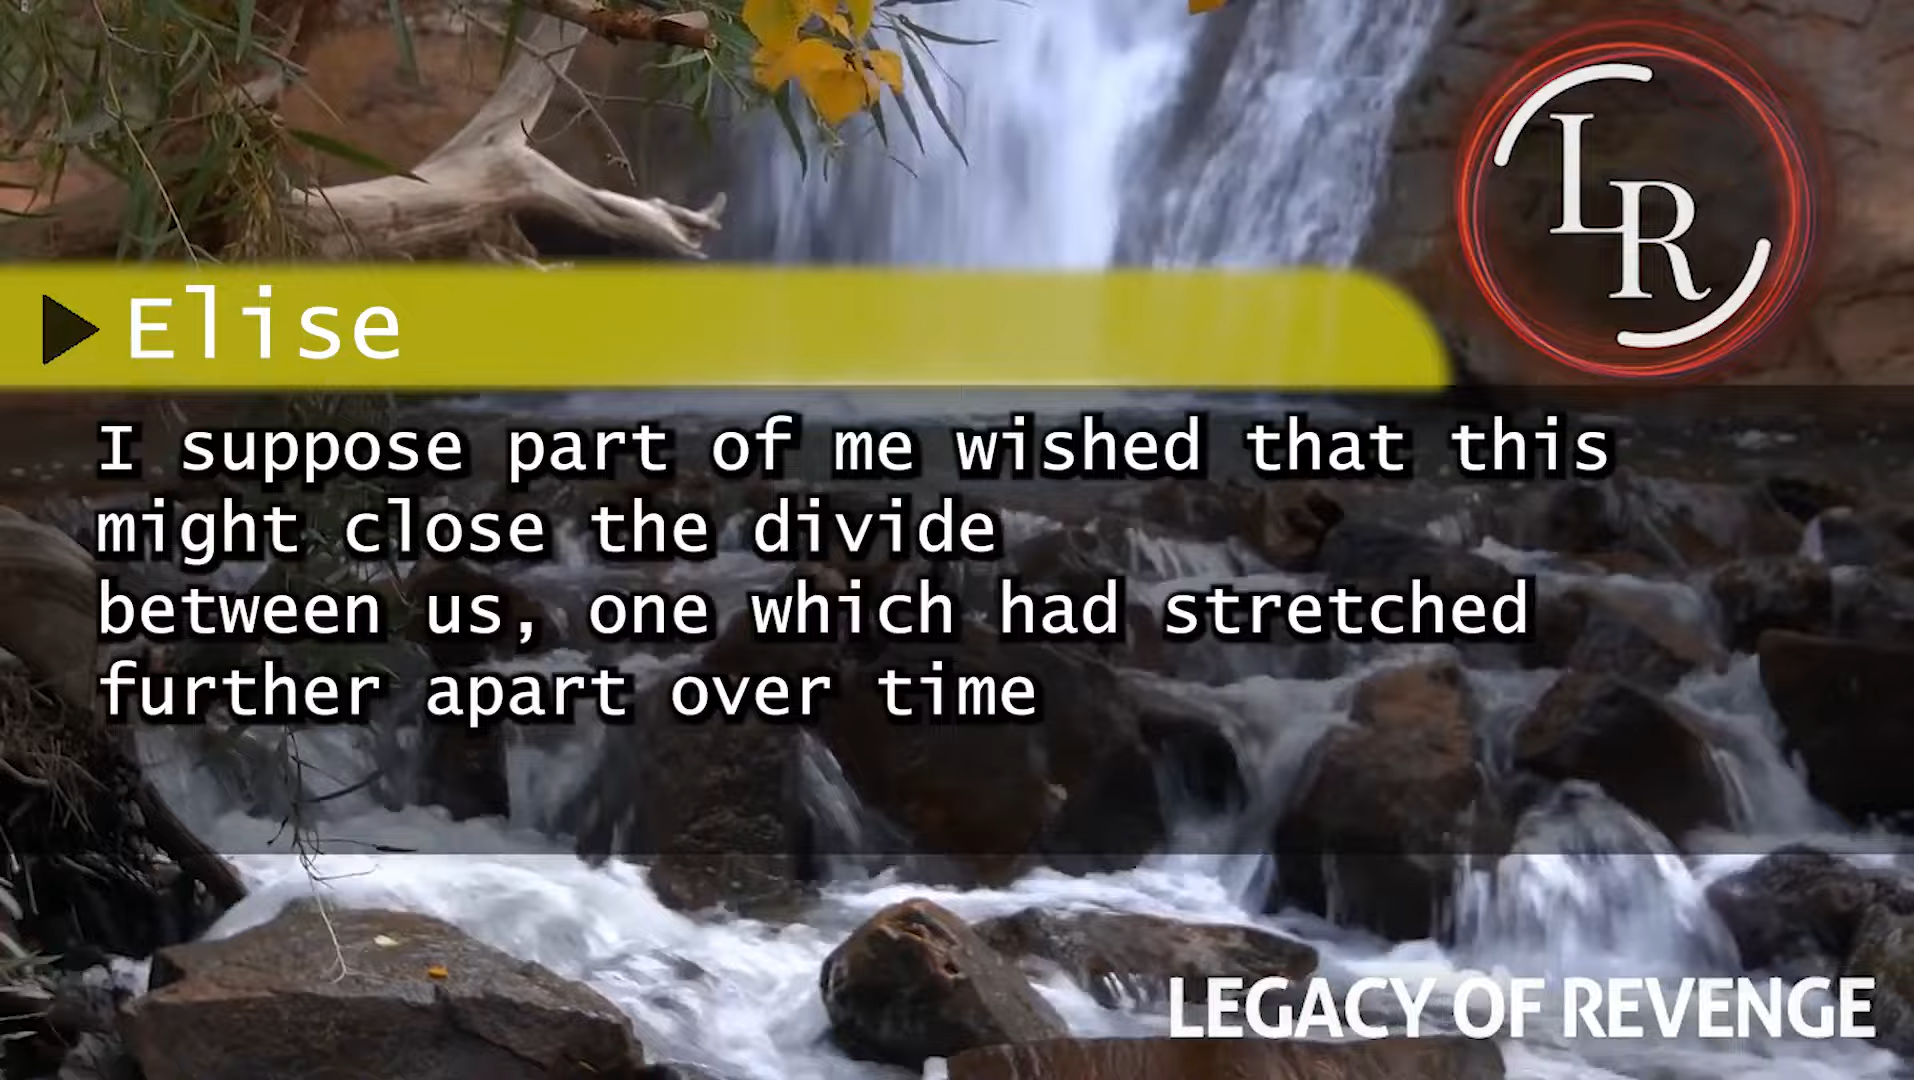 LR
Elise
I suppose part of me wished that this
might close the divide
between us, one which had stretched
further apart over time
LEGACY OF REVENGE